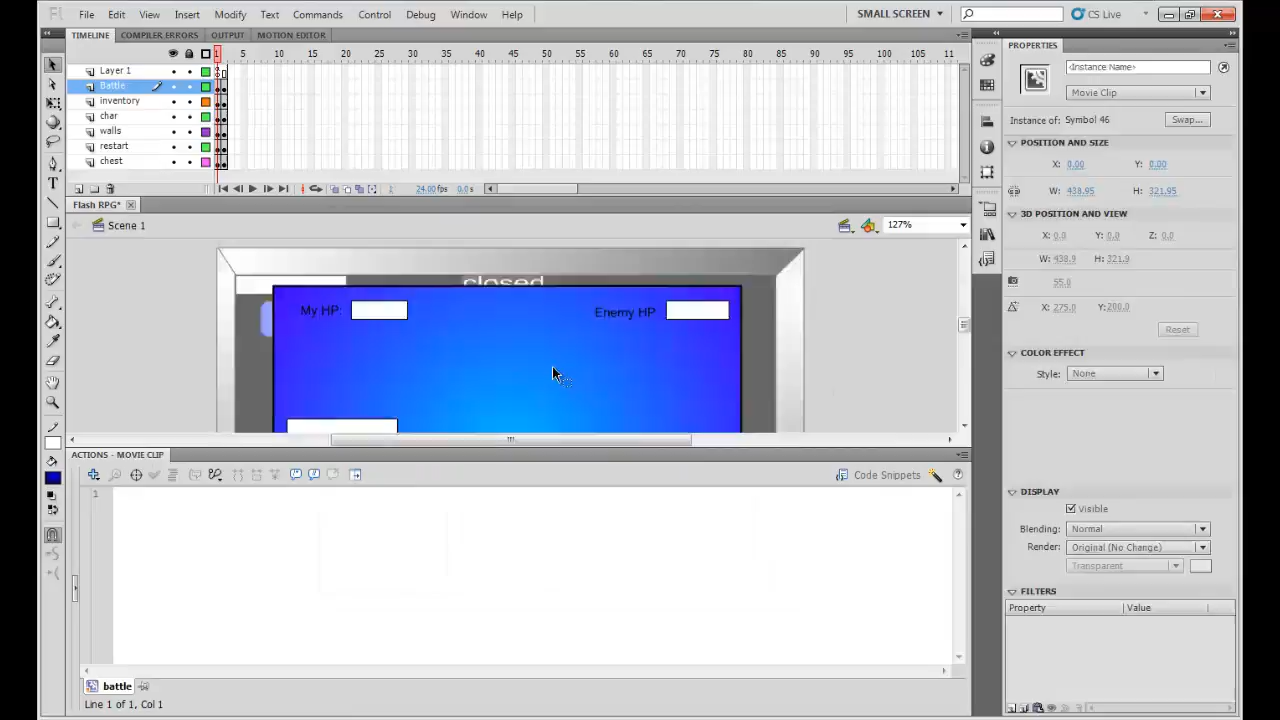 Fl File Edit View Insert Modify Text Commands Control Debug Window Help SMALL SCREEN CS Live
TIMELINE COMPILER ERRORS OUTPUT MOTION EDITOR
1 5 10 15 20 25 30 35 40 45 50 55 60 65 70 75 80 85 90 95 100 105 11
Layer 1
Battle
inventory
char
walls
restart
chest
24.00fps 0.0s
Flash RPG*
Scene 1 127%
closed
My HP: Enemy HP
ACTIONS - MOVIE CLIP
Code Snippets
1
battle
Line 1 of 1, Col 1
PROPERTIES
<Instance Name>
Movie Clip
Instance of: Symbol 46 Swap...
POSITION AND SIZE
X: 0.00 Y: 0.00
W: 438.95 H: 321.95
3D POSITION AND VIEW
X: 0.0 Y: 0.0 Z: 0.0
W: 438.9 H: 321.9
55.0
X: 275.0 Y: 200.0
Reset
COLOR EFFECT
Style: None
DISPLAY
Visible
Blending: Normal
Render: Original (No Change)
Transparent
FILTERS
Property Value